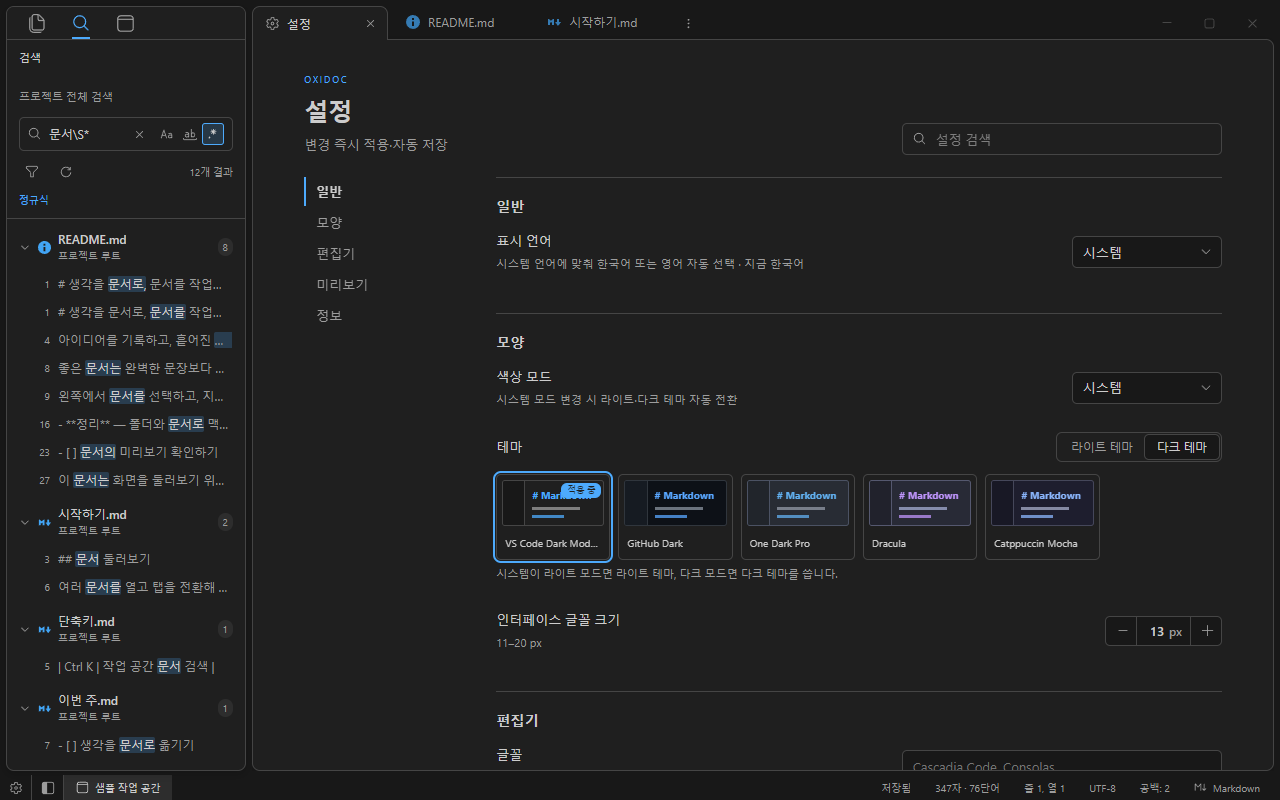 검색
프로젝트 전체 검색
문서\S*
Aa
ab
.*
12개 결과
정규식
README.md
프로젝트 루트
8
1 # 생각을 문서로, 문서를 작업...
1 # 생각을 문서로, 문서를 작업...
4 아이디어를 기록하고, 흩어진 ...
8 좋은 문서는 완벽한 문장보다 ...
9 왼쪽에서 문서를 선택하고, 지...
16 - **정리** — 폴더와 문서로 맥...
23 - [ ] 문서의 미리보기 확인하기
27 이 문서는 화면을 둘러보기 위...
시작하기.md
프로젝트 루트
2
3 ## 문서 둘러보기
6 여러 문서를 열고 탭을 전환해 ...
단축키.md
프로젝트 루트
1
5 | Ctrl K | 작업 공간 문서 검색 |
이번 주.md
프로젝트 루트
1
7 - [ ] 생각을 문서로 옮기기
설정
README.md
시작하기.md
OXIDOC
설정
변경 즉시 적용·자동 저장
설정 검색
일반
모양
편집기
미리보기
정보
일반
표시 언어
시스템 언어에 맞춰 한국어 또는 영어 자동 선택 · 지금 한국어
시스템
모양
색상 모드
시스템 모드 변경 시 라이트·다크 테마 자동 전환
시스템
테마
라이트 테마
다크 테마
적용 중
VS Code Dark Mod...
# Markdown
GitHub Dark
# Markdown
One Dark Pro
# Markdown
Dracula
# Markdown
Catppuccin Mocha
시스템이 라이트 모드면 라이트 테마, 다크 모드면 다크 테마를 씁니다.
인터페이스 글꼴 크기
11–20 px
13 px
편집기
글꼴
Cascadia Code, Consolas
샘플 작업 공간
저장됨
347자 · 76단어
줄 1, 열 1
UTF-8
공백: 2
Markdown